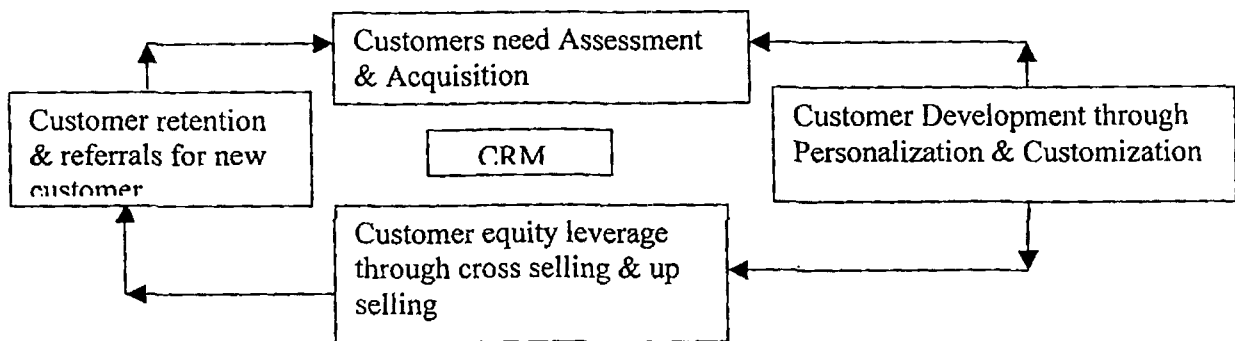 Customers need Assessment
& Acquisition
Customer retention
& referrals for new
customer
CRM
Customer Development through
Personalization & Customization
Customer equity leverage
through cross selling & up
selling